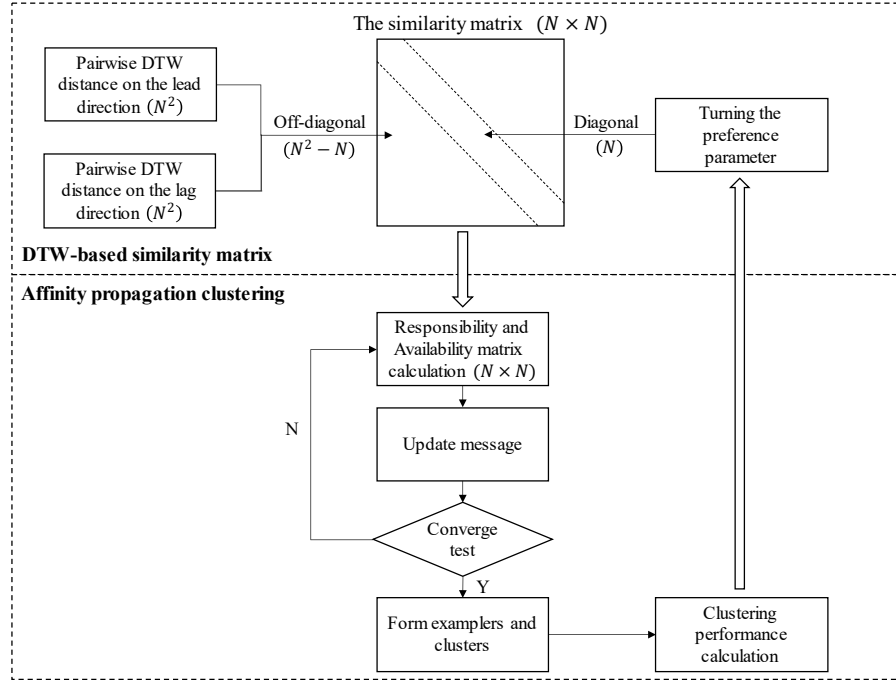 The similarity matrix (N × N)
Pairwise DTW
distance on the lead
direction (N²)
Off-diagonal
(N² − N)
Pairwise DTW
distance on the lag
direction (N²)
Diagonal
(N)
Turning the
preference
parameter
DTW-based similarity matrix
Affinity propagation clustering
Responsibility and
Availability matrix
calculation (N × N)
N
Update message
Converge
test
Y
Form examplers and
clusters
Clustering
performance
calculation